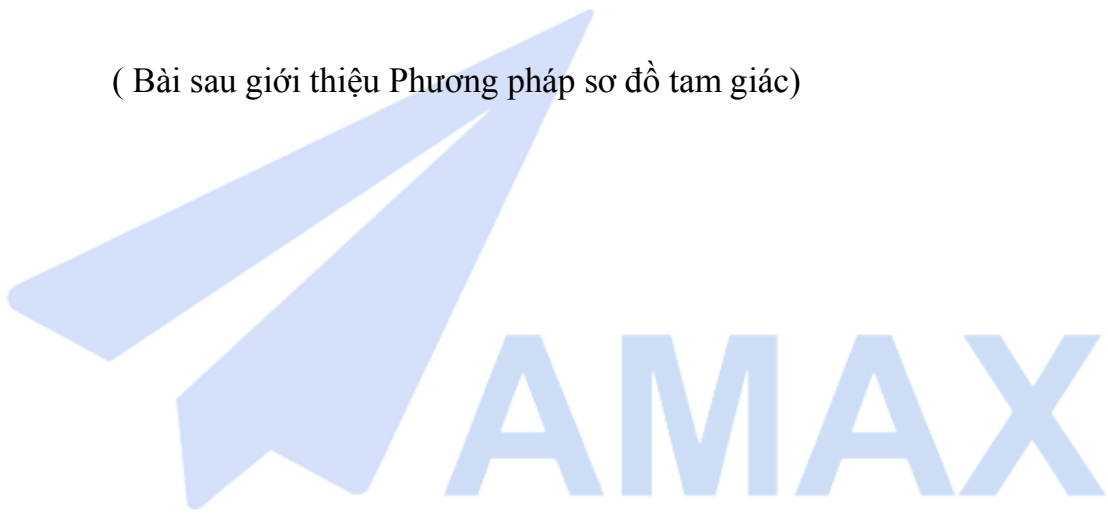 ( Bài sau giới thiệu Phương pháp sơ đồ tam giác)
AMAX